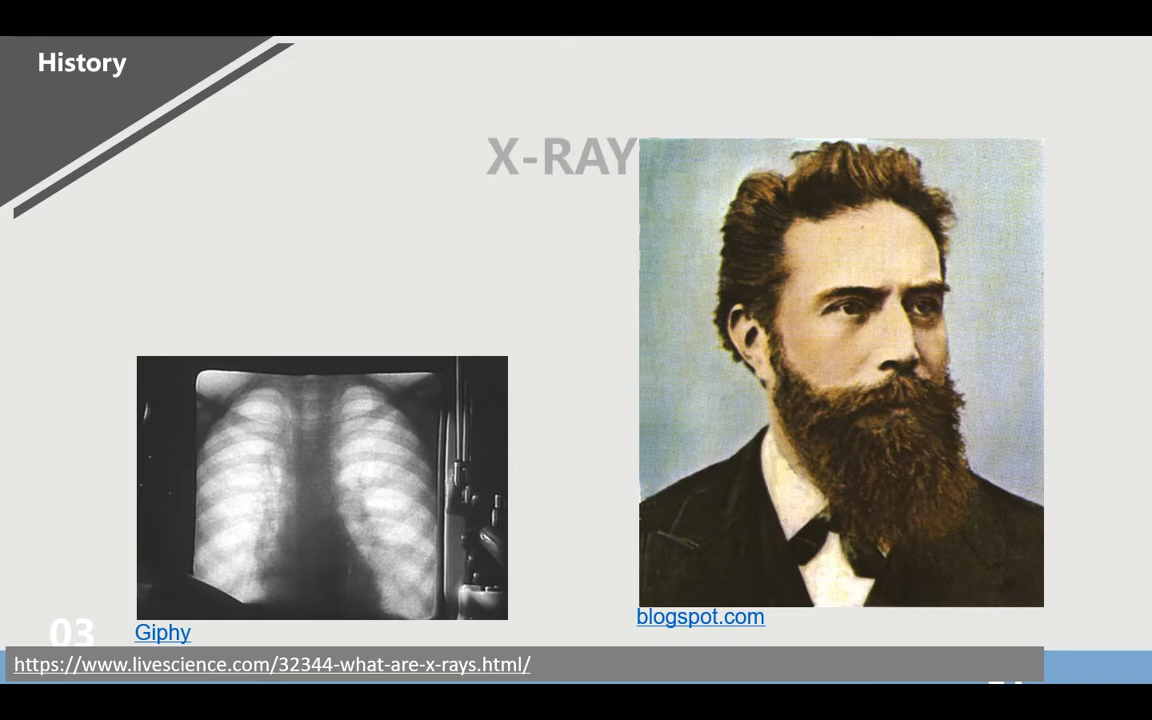 History
X-RAY
blogspot.com
03
Giphy
https://www.livescience.com/32344-what-are-x-rays.html/